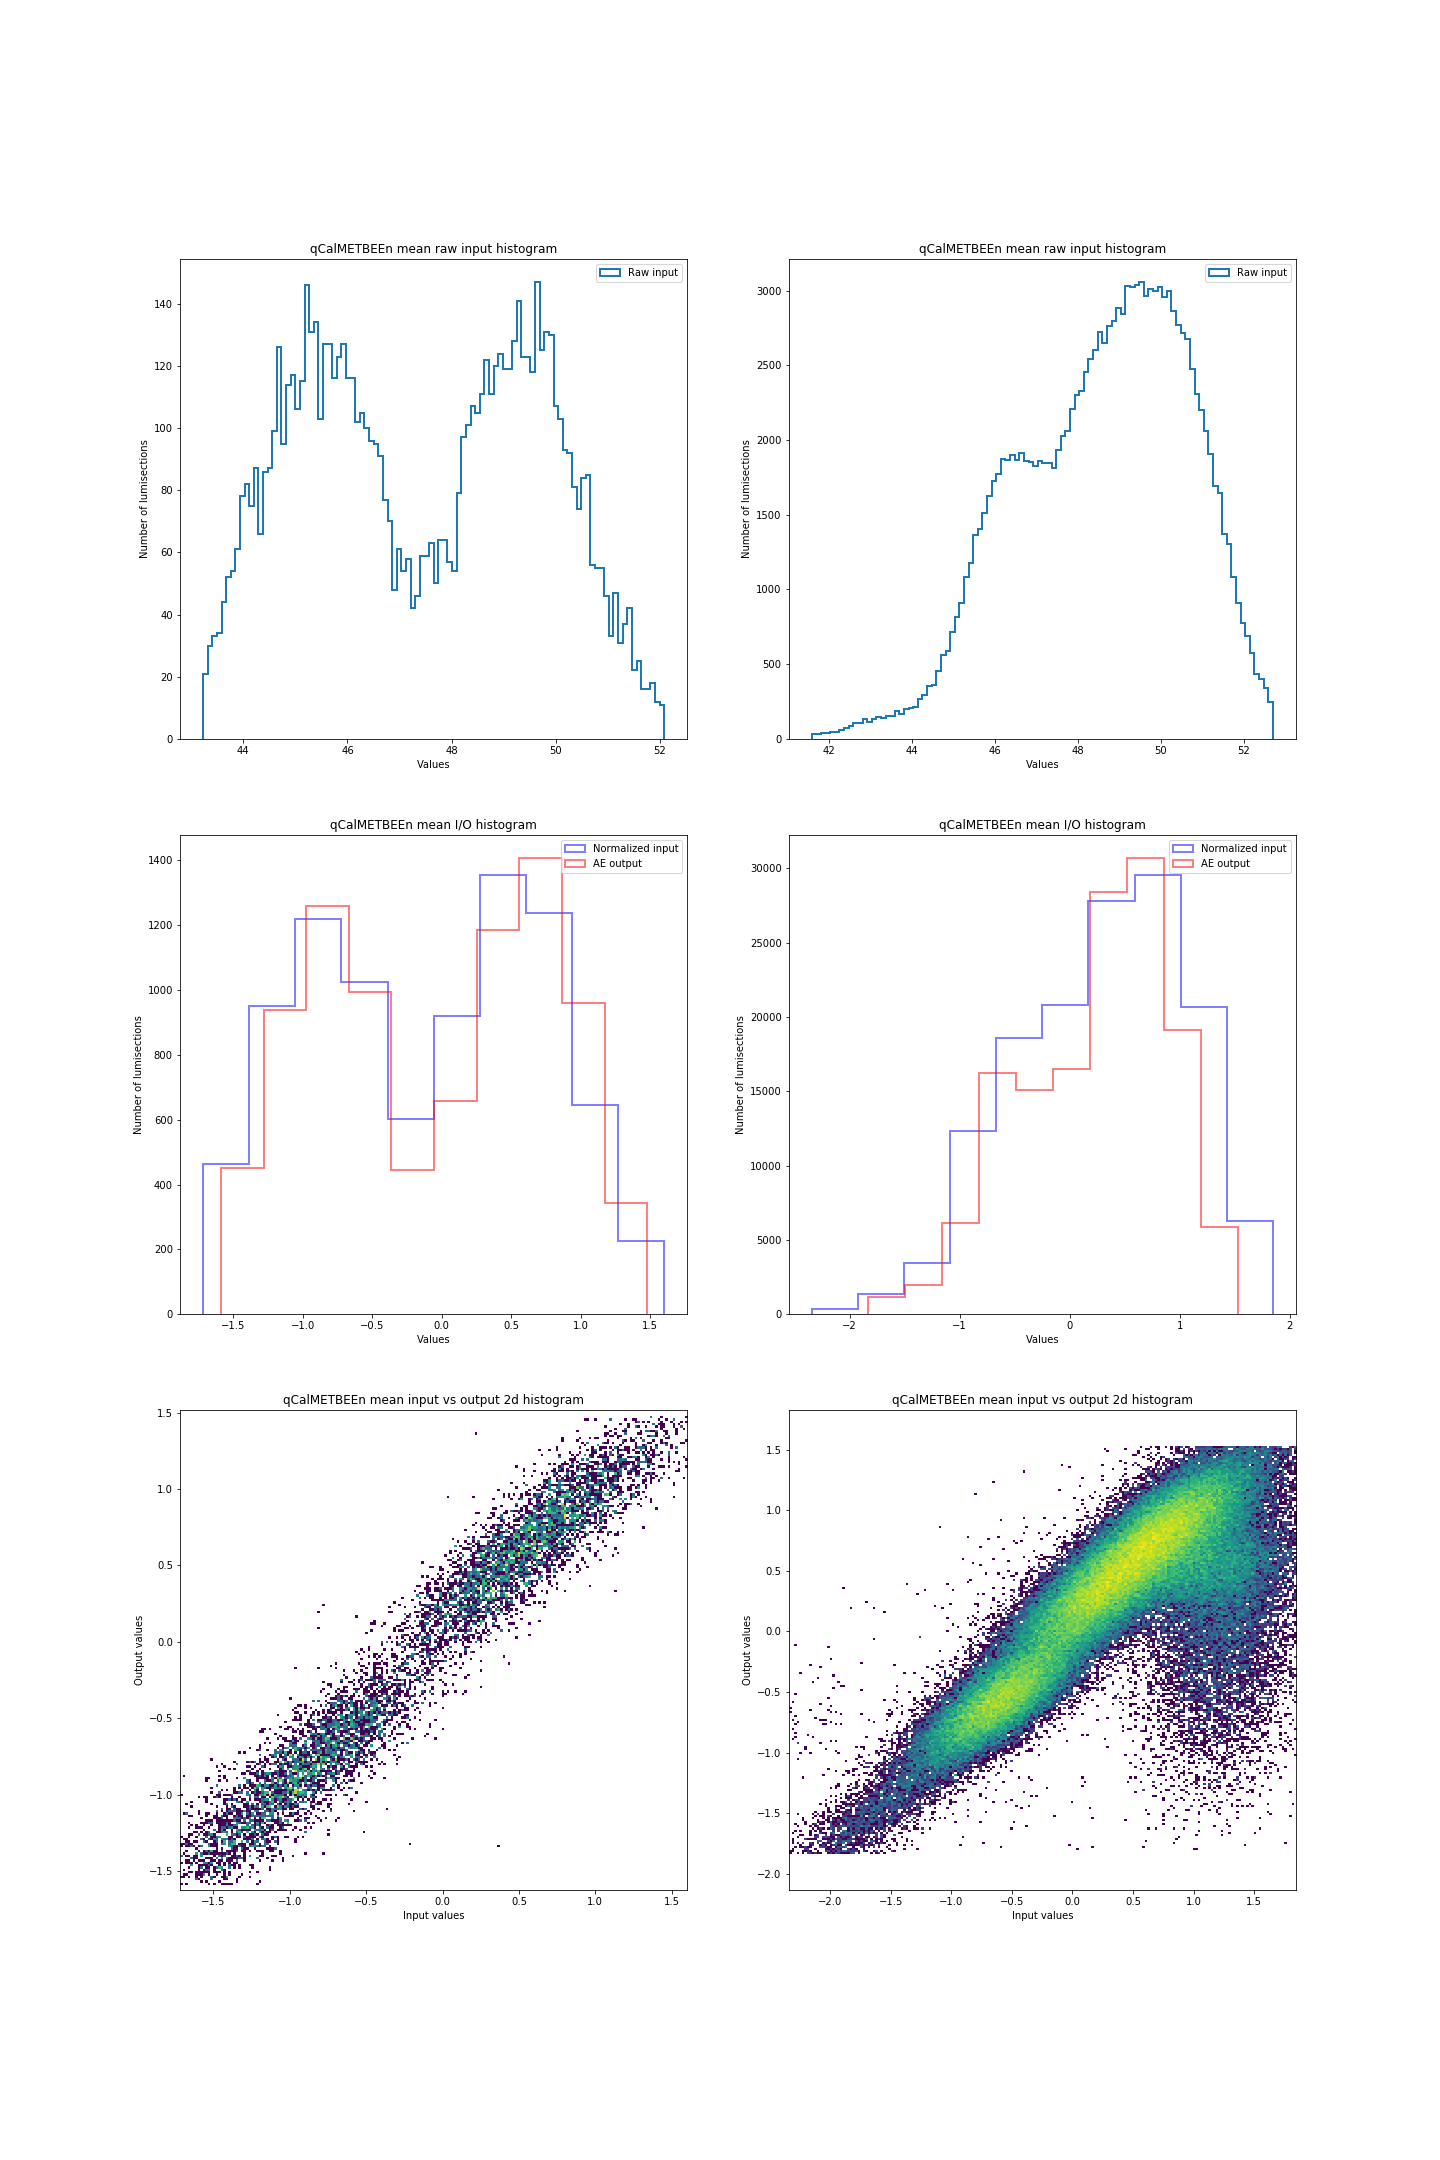 qCalMETBEEn mean raw input histogram
Raw input
140
120
100
80
60
40
20
0
Number of lumisections
44 46 48 50 52
Values
qCalMETBEEn mean raw input histogram
Raw input
3000
2500
2000
1500
1000
500
0
Number of lumisections
42 44 46 48 50 52
Values
qCalMETBEEn mean I/O histogram
Normalized input
AE output
1400
1200
1000
800
600
400
200
0
Number of lumisections
−1.5 −1.0 −0.5 0.0 0.5 1.0 1.5
Values
qCalMETBEEn mean I/O histogram
Normalized input
AE output
30000
25000
20000
15000
10000
5000
0
Number of lumisections
−2 −1 0 1 2
Values
qCalMETBEEn mean input vs output 2d histogram
1.5
1.0
0.5
0.0
−0.5
−1.0
−1.5
Output values
−1.5 −1.0 −0.5 0.0 0.5 1.0 1.5
Input values
qCalMETBEEn mean input vs output 2d histogram
1.5
1.0
0.5
0.0
−0.5
−1.0
−1.5
−2.0
Output values
−2.0 −1.5 −1.0 −0.5 0.0 0.5 1.0 1.5
Input values